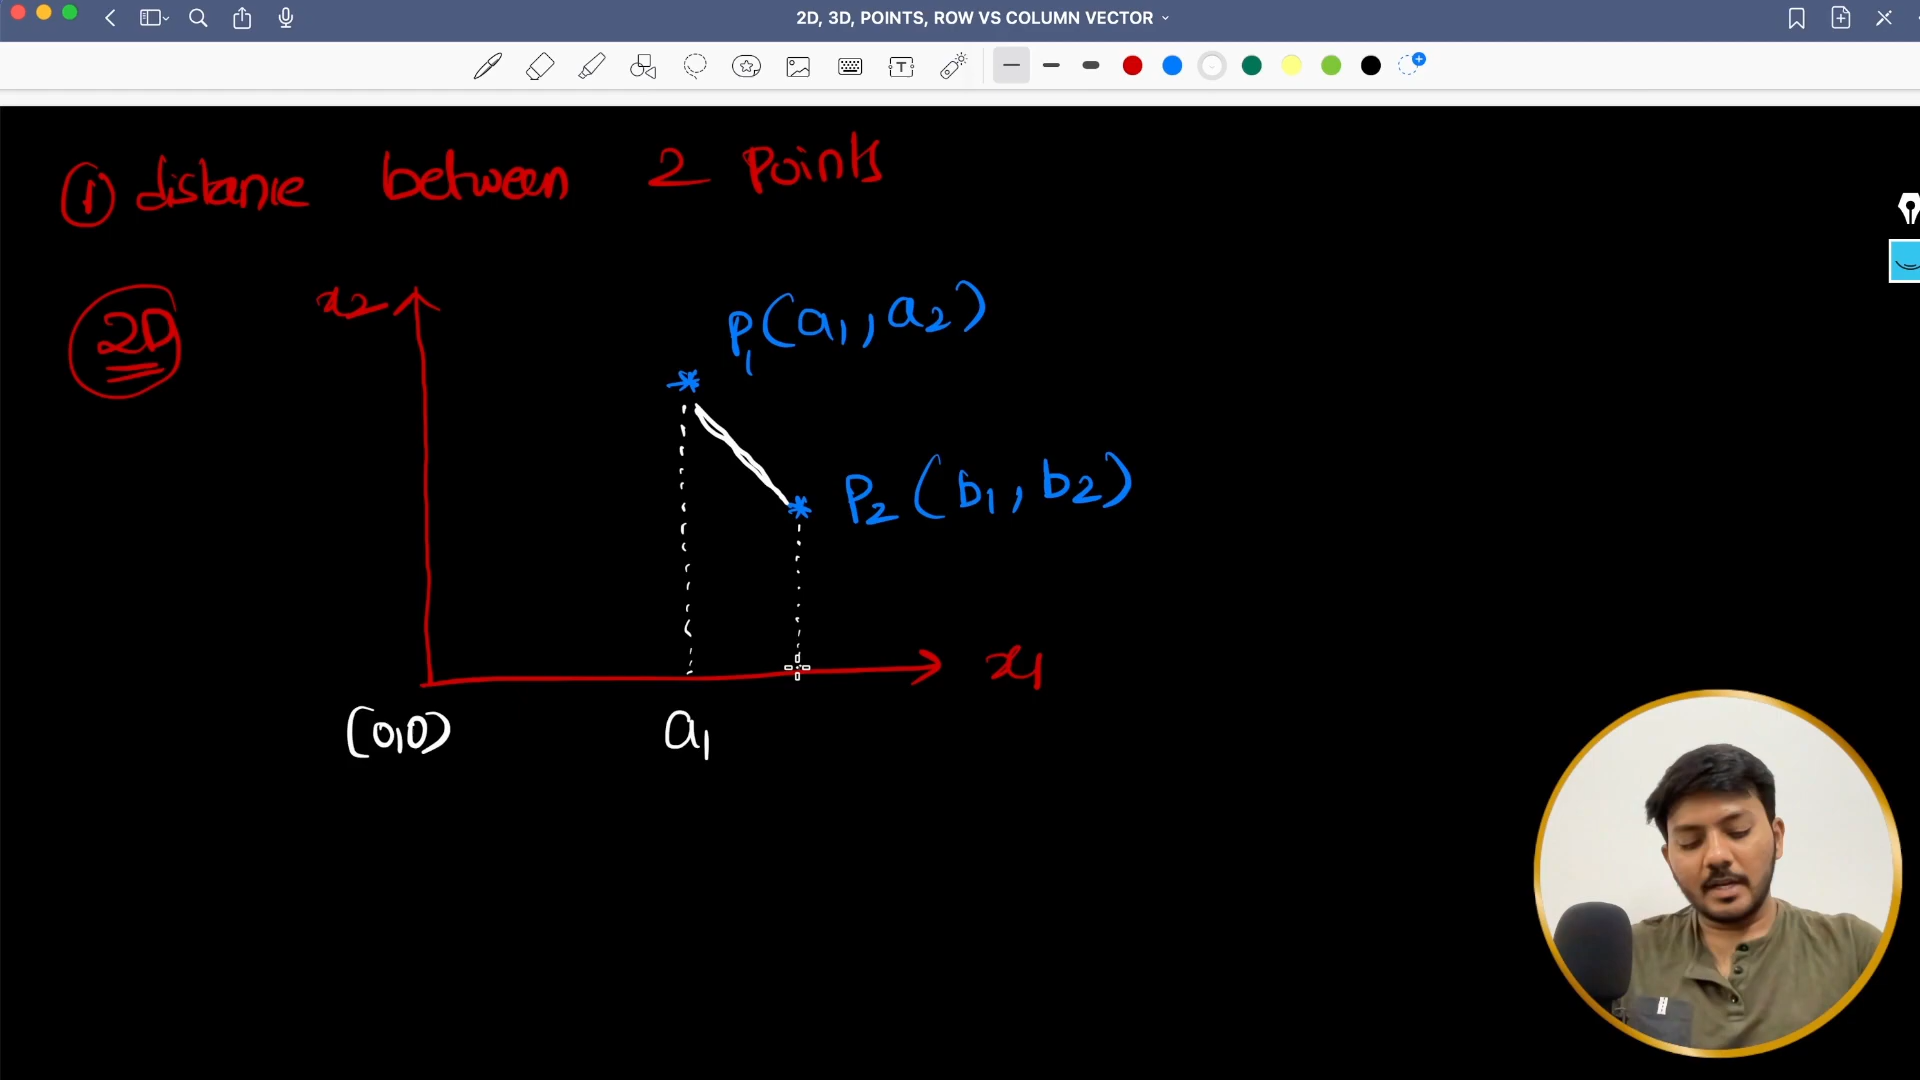 2D, 3D, POINTS, ROW VS COLUMN VECTOR
① distance between 2 points
2D
x2
P1(a1, a2)
P2(b1, b2)
x1
(0,0)
a1